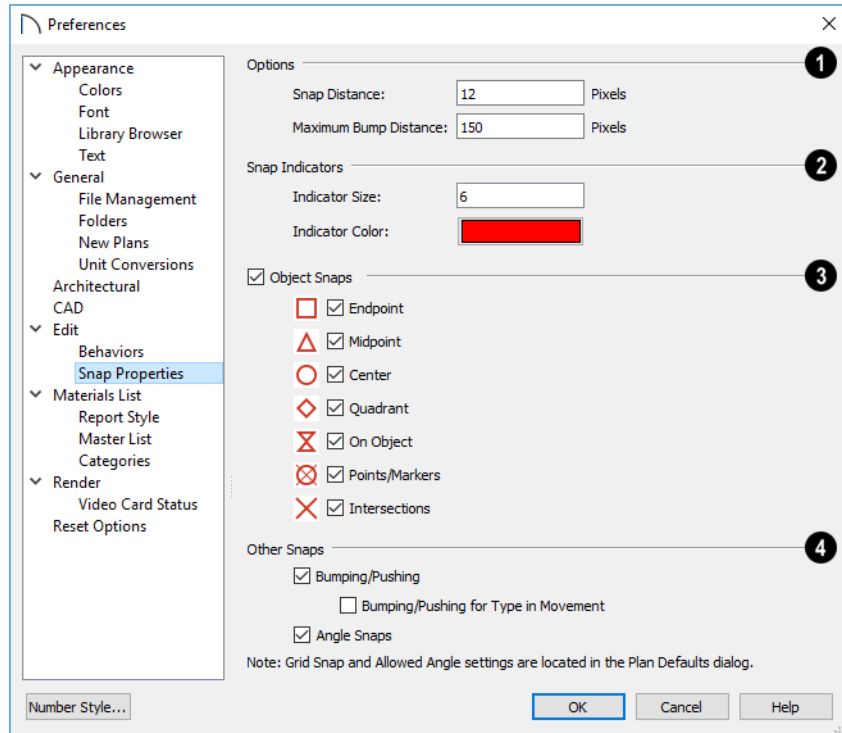 Preferences
Appearance
Colors
Font
Library Browser
Text
General
File Management
Folders
New Plans
Unit Conversions
Architectural
CAD
Edit
Behaviors
Snap Properties
Materials List
Report Style
Master List
Categories
Render
Video Card Status
Reset Options
Options 1
Snap Distance: 12 Pixels
Maximum Bump Distance: 150 Pixels
Snap Indicators 2
Indicator Size: 6
Indicator Color:
Object Snaps 3
Endpoint
Midpoint
Center
Quadrant
On Object
Points/Markers
Intersections
Other Snaps 4
Bumping/Pushing
Bumping/Pushing for Type in Movement
Angle Snaps
Note: Grid Snap and Allowed Angle settings are located in the Plan Defaults dialog.
Number Style... OK Cancel Help